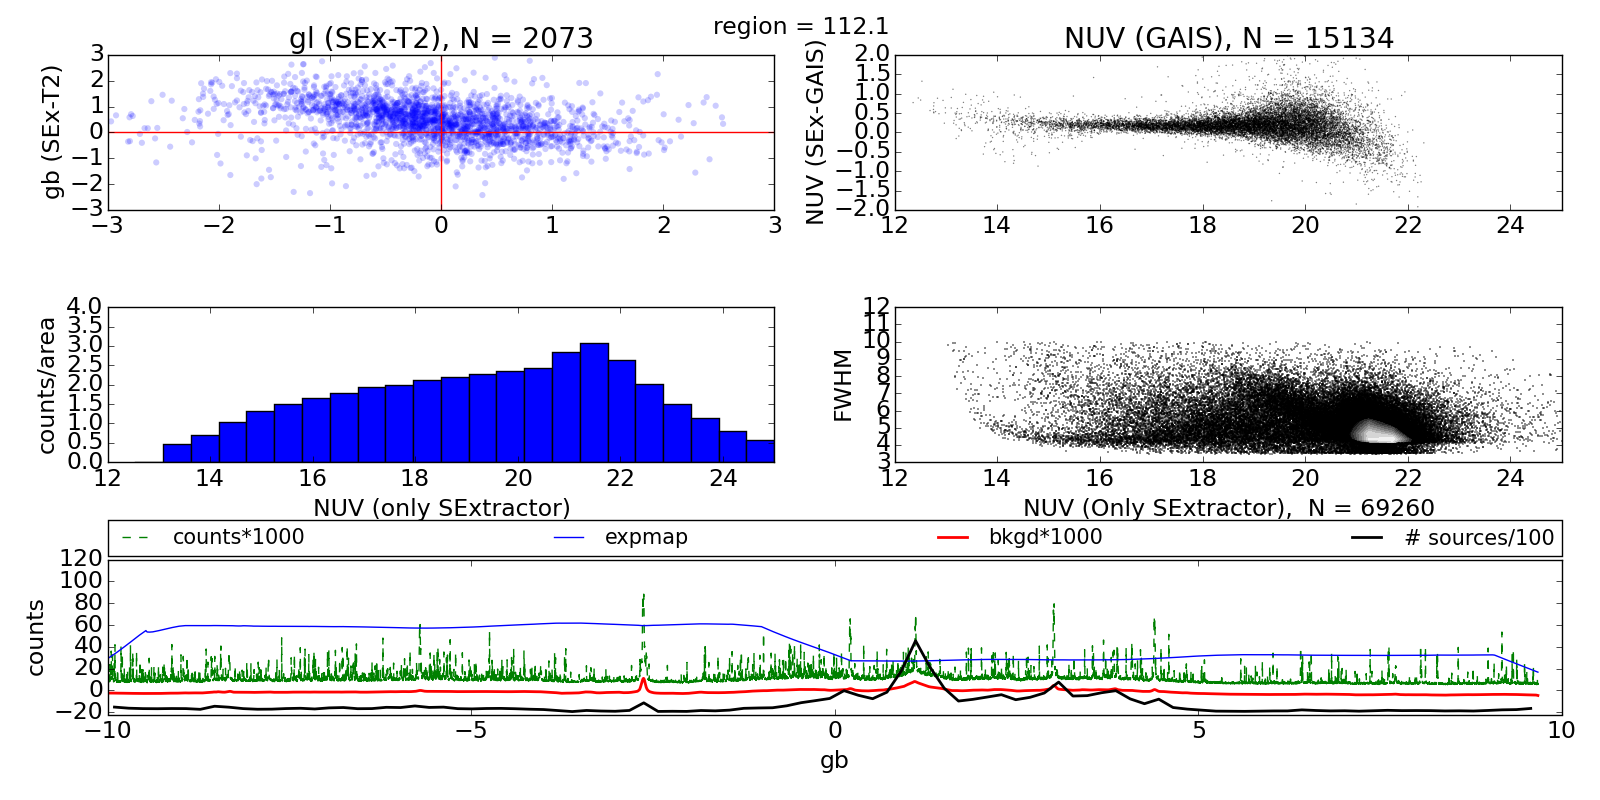 region = 112.1
gl (SEx-T2), N = 2073
NUV (GAIS), N = 15134
gb (SEx-T2)
3
2
1
0
−1
−2
−3
−3 −2 −1 0 1 2 3
NUV (SEx-GAIS)
2.0
1.5
1.0
0.5
0.0
−0.5
−1.0
−1.5
−2.0
12 14 16 18 20 22 24
counts/area
4.0
3.5
3.0
2.5
2.0
1.5
1.0
0.5
0.0
12 14 16 18 20 22 24
NUV (only SExtractor)
FWHM
12
11
10
9
8
7
6
5
4
3
12 14 16 18 20 22 24
NUV (Only SExtractor), N = 69260
counts*1000 expmap bkgd*1000 # sources/100
counts
120
100
80
60
40
20
0
−20
−10 −5 0 5 10
gb